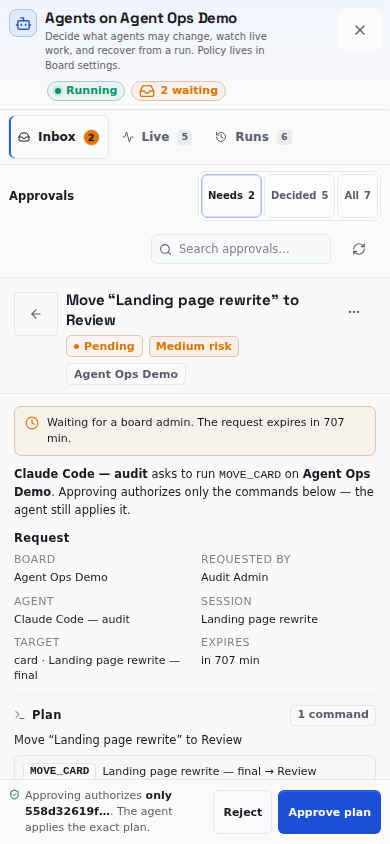 Agents on Agent Ops Demo
Decide what agents may change, watch live
work, and recover from a run. Policy lives in
Board settings.
Running
2 waiting
Inbox 2
Live 5
Runs 6
Approvals
Needs 2
Decided 5
All 7
Search approvals…
Move “Landing page rewrite” to
Review
Pending
Medium risk
Agent Ops Demo
Waiting for a board admin. The request expires in 707
min.
Claude Code — audit asks to run MOVE_CARD on Agent Ops
Demo. Approving authorizes only the commands below — the
agent still applies it.
Request
BOARD
Agent Ops Demo
REQUESTED BY
Audit Admin
AGENT
Claude Code — audit
SESSION
Landing page rewrite
TARGET
card · Landing page rewrite —
final
EXPIRES
in 707 min
Plan
1 command
Move “Landing page rewrite” to Review
MOVE_CARD Landing page rewrite — final → Review
Approving authorizes only
558d32619f…. The agent
applies the exact plan.
Reject
Approve plan